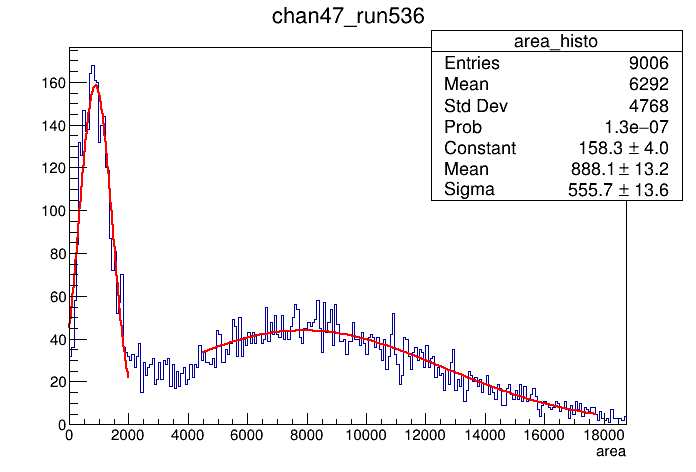 chan47_run536
area_histo
Entries 9006
Mean 6292
Std Dev 4768
Prob 1.3e−07
Constant 158.3 ± 4.0
Mean 888.1 ± 13.2
Sigma 555.7 ± 13.6
160
140
120
100
80
60
40
20
0
0 2000 4000 6000 8000 10000 12000 14000 16000 18000
area